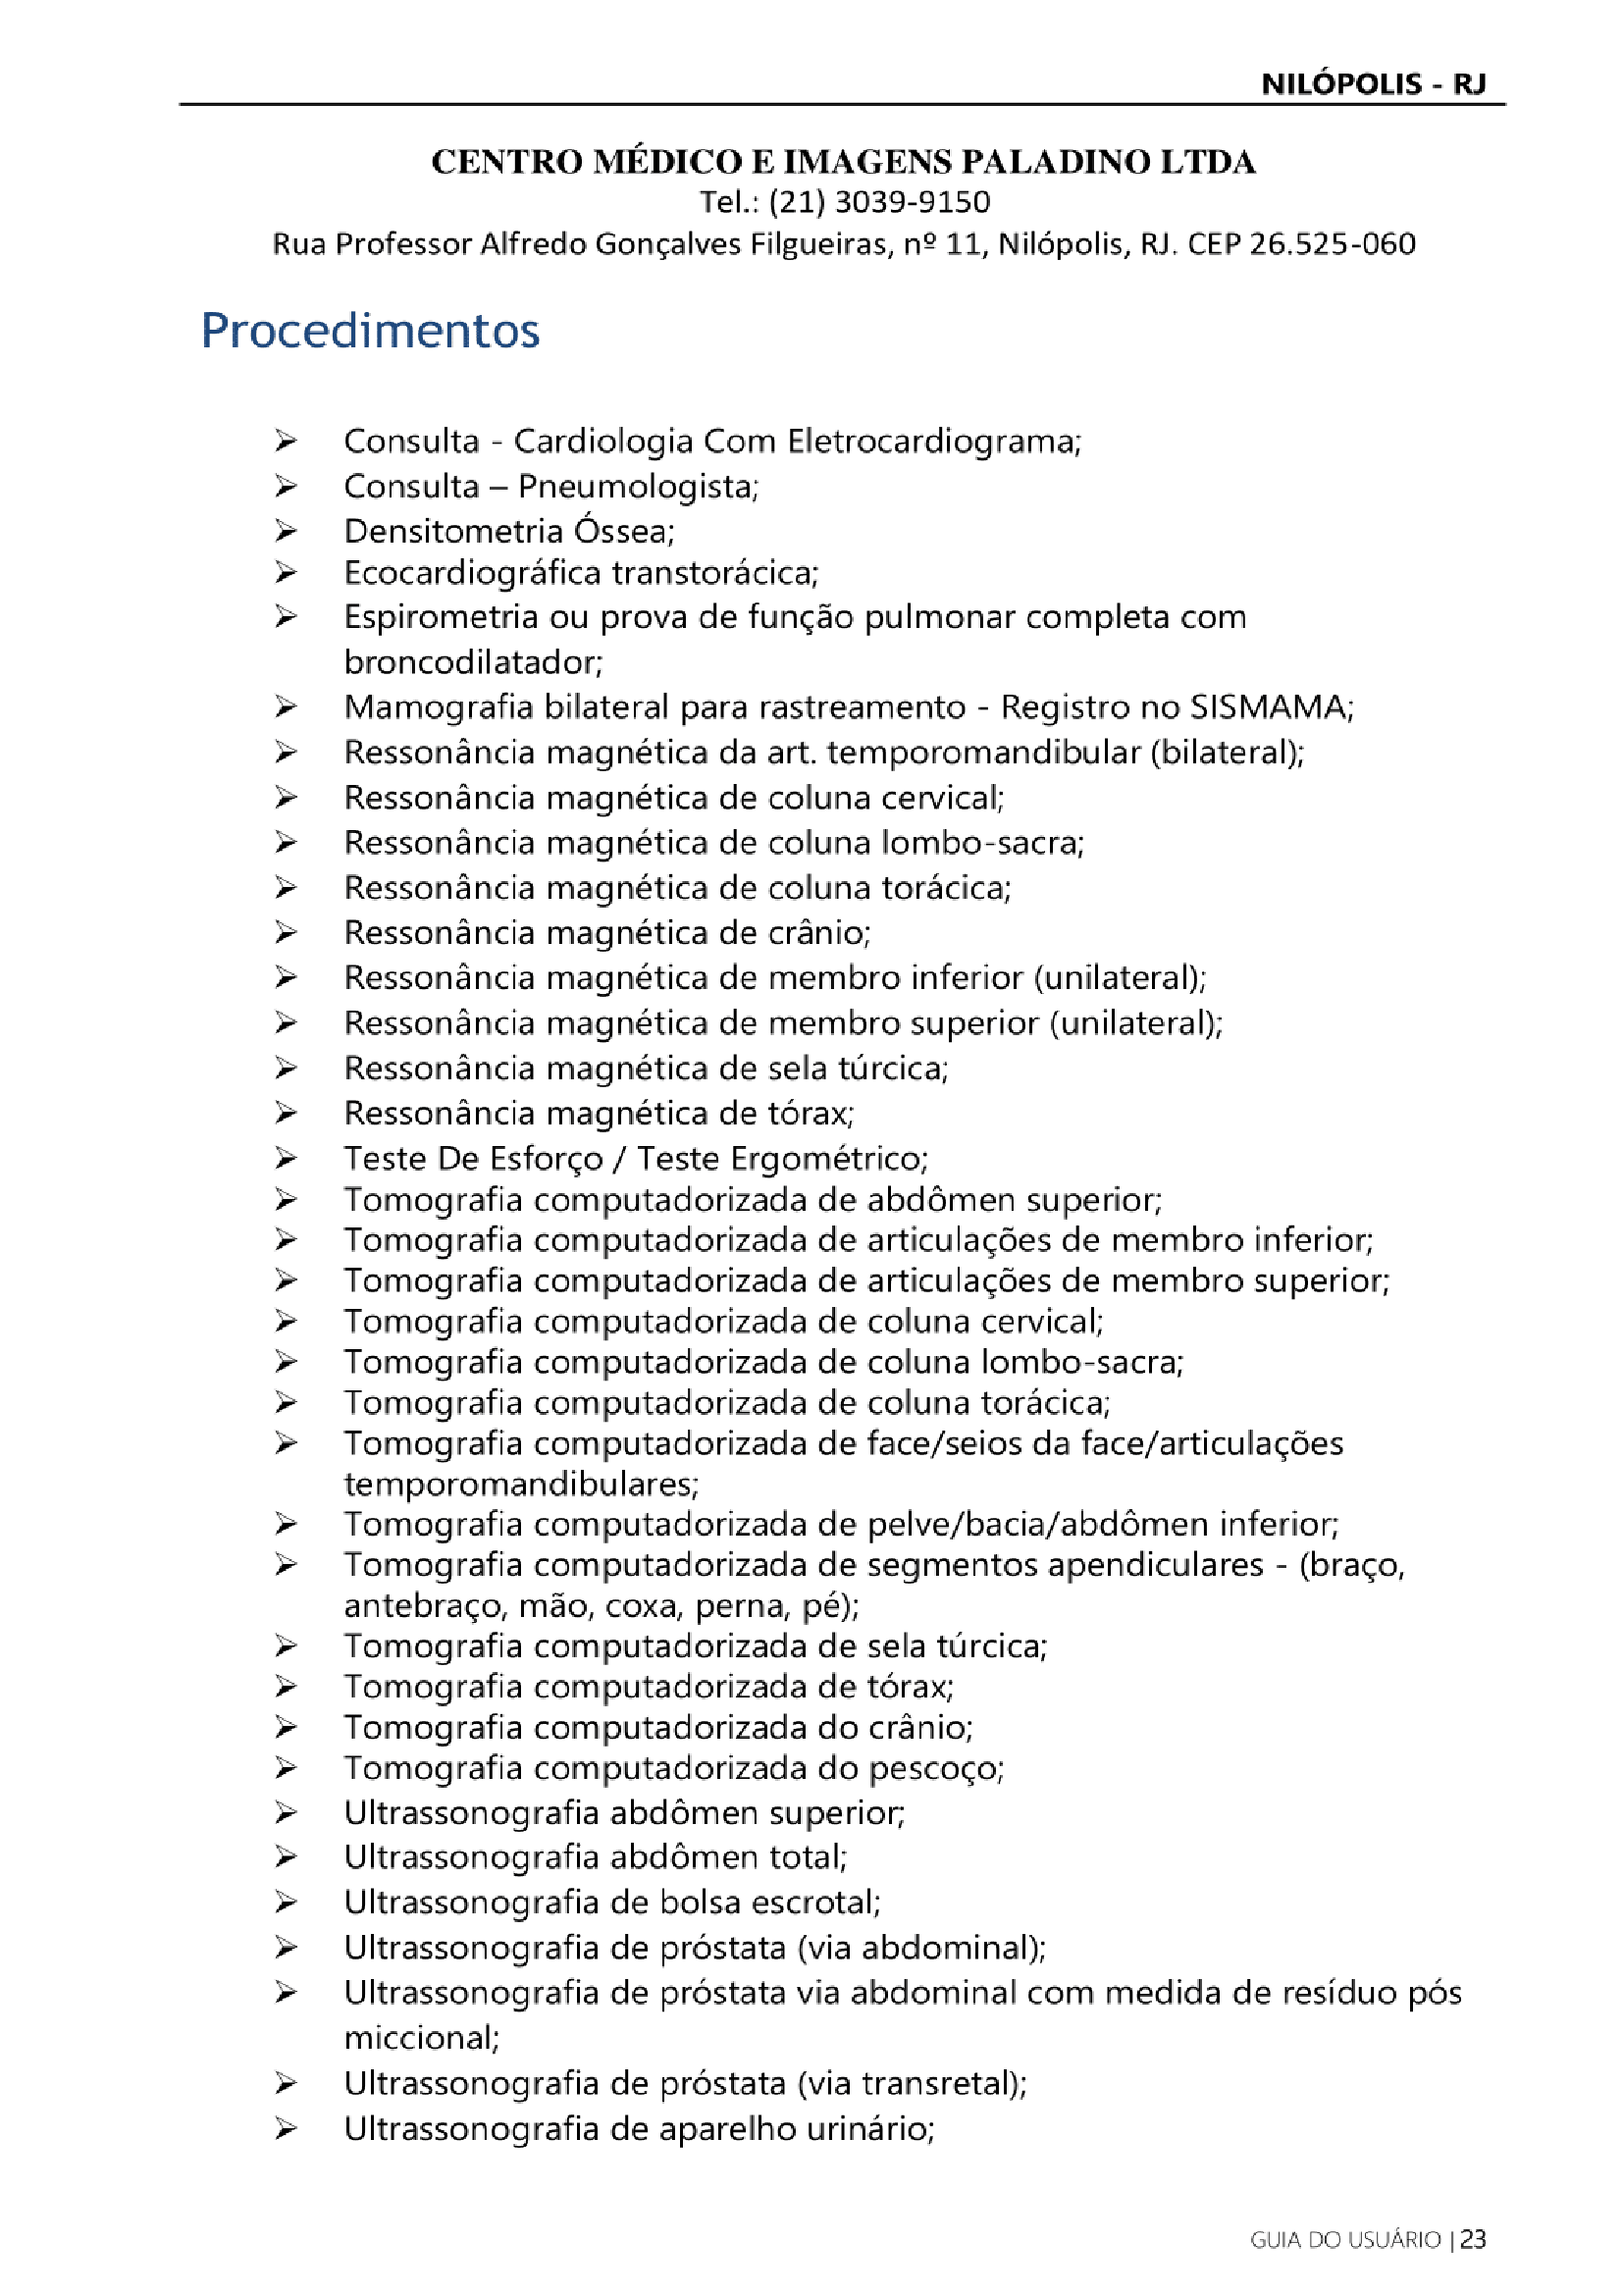 NILÓPOLIS - RJ
CENTRO MÉDICO E IMAGENS PALADINO LTDA
Tel.: (21) 3039-9150
Rua Professor Alfredo Gonçalves Filgueiras, nº 11, Nilópolis, RJ. CEP 26.525-060
Procedimentos
➢ Consulta - Cardiologia Com Eletrocardiograma;
➢ Consulta – Pneumologista;
➢ Densitometria Óssea;
➢ Ecocardiográfica transtorácica;
➢ Espirometria ou prova de função pulmonar completa com
broncodilatador;
➢ Mamografia bilateral para rastreamento - Registro no SISMAMA;
➢ Ressonância magnética da art. temporomandibular (bilateral);
➢ Ressonância magnética de coluna cervical;
➢ Ressonância magnética de coluna lombo-sacra;
➢ Ressonância magnética de coluna torácica;
➢ Ressonância magnética de crânio;
➢ Ressonância magnética de membro inferior (unilateral);
➢ Ressonância magnética de membro superior (unilateral);
➢ Ressonância magnética de sela túrcica;
➢ Ressonância magnética de tórax;
➢ Teste De Esforço / Teste Ergométrico;
➢ Tomografia computadorizada de abdômen superior;
➢ Tomografia computadorizada de articulações de membro inferior;
➢ Tomografia computadorizada de articulações de membro superior;
➢ Tomografia computadorizada de coluna cervical;
➢ Tomografia computadorizada de coluna lombo-sacra;
➢ Tomografia computadorizada de coluna torácica;
➢ Tomografia computadorizada de face/seios da face/articulações
temporomandibulares;
➢ Tomografia computadorizada de pelve/bacia/abdômen inferior;
➢ Tomografia computadorizada de segmentos apendiculares - (braço,
antebraço, mão, coxa, perna, pé);
➢ Tomografia computadorizada de sela túrcica;
➢ Tomografia computadorizada de tórax;
➢ Tomografia computadorizada do crânio;
➢ Tomografia computadorizada do pescoço;
➢ Ultrassonografia abdômen superior;
➢ Ultrassonografia abdômen total;
➢ Ultrassonografia de bolsa escrotal;
➢ Ultrassonografia de próstata (via abdominal);
➢ Ultrassonografia de próstata via abdominal com medida de resíduo pós
miccional;
➢ Ultrassonografia de próstata (via transretal);
➢ Ultrassonografia de aparelho urinário;
GUIA DO USUÁRIO | 23